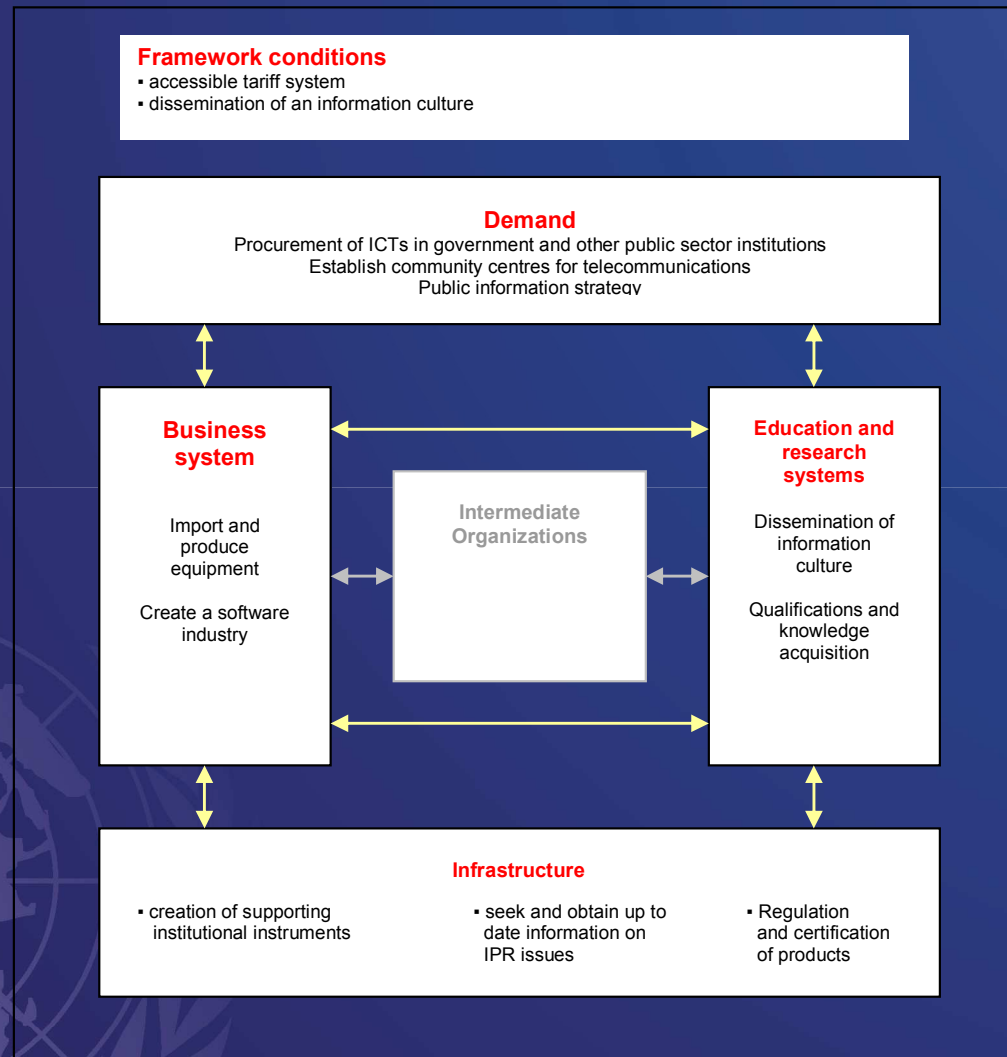 Framework conditions
▪ accessible tariff system
▪ dissemination of an information culture
Demand
Procurement of ICTs in government and other public sector institutions
Establish community centres for telecommunications
Public information strategy
Business
system
Import and
produce
equipment
Create a software
industry
Intermediate
Organizations
Education and
research
systems
Dissemination of
information
culture
Qualifications and
knowledge
acquisition
Infrastructure
▪ creation of supporting
institutional instruments
▪ seek and obtain up to
date information on
IPR issues
▪ Regulation
and certification
of products